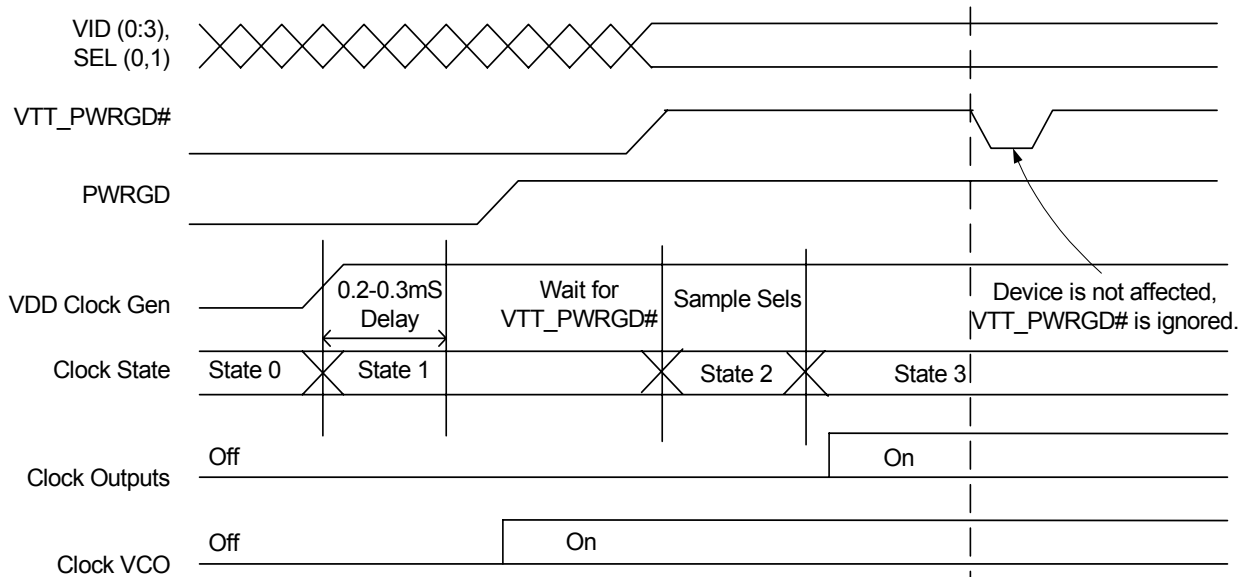 VID (0:3),
SEL (0,1)
VTT_PWRGD#
PWRGD
VDD Clock Gen
0.2-0.3mS
Delay
Wait for
VTT_PWRGD#
Sample Sels
Device is not affected,
VTT_PWRGD# is ignored.
Clock State
State 0
State 1
State 2
State 3
Clock Outputs
Off
On
Clock VCO
Off
On